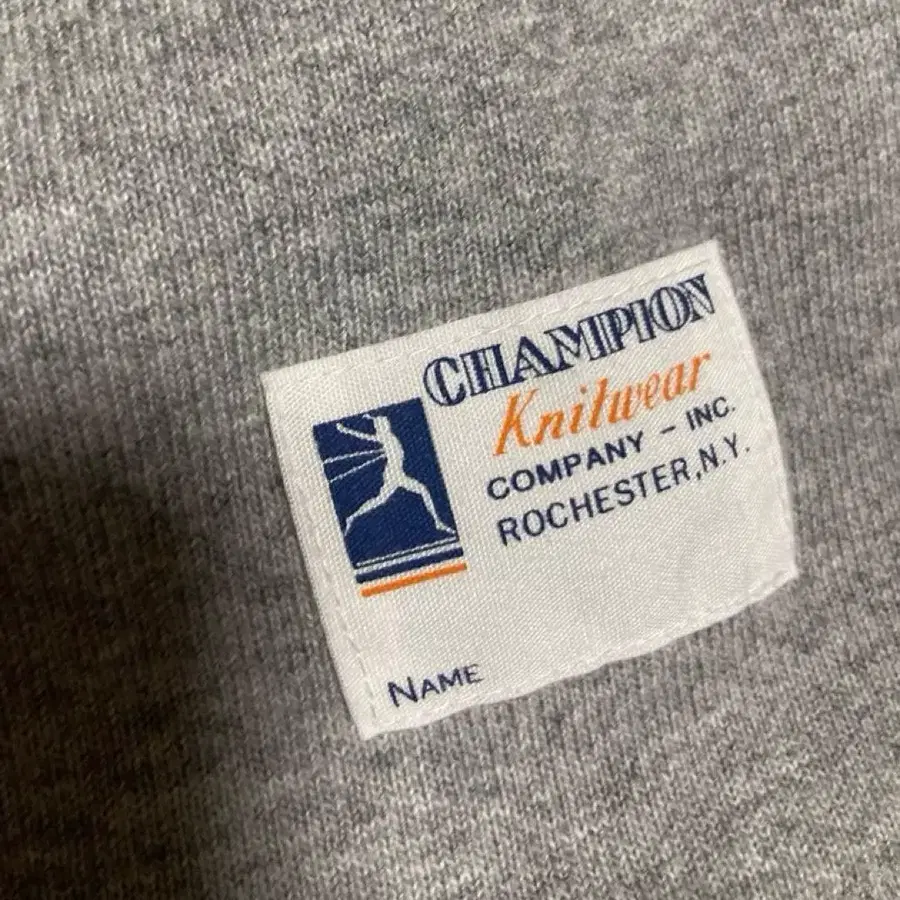 CHAMPION
Knitwear
COMPANY - INC.
ROCHESTER, N.Y.
NAME